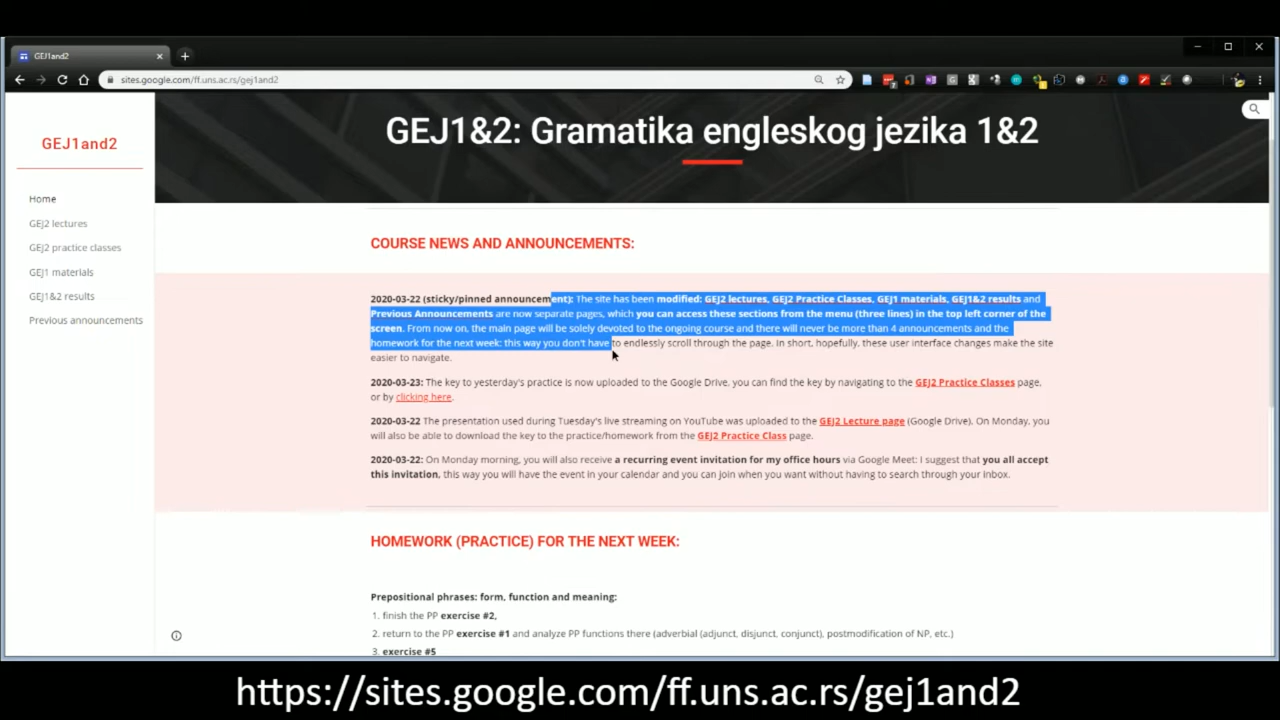 GEJ1and2
sites.google.com/ff.uns.ac.rs/gej1and2
GEJ1and2
Home
GEJ2 lectures
GEJ2 practice classes
GEJ1 materials
GEJ1&2 results
Previous announcements
GEJ1&2: Gramatika engleskog jezika 1&2
COURSE NEWS AND ANNOUNCEMENTS:
2020-03-22 (sticky/pinned announcement): The site has been modified: GEJ2 lectures, GEJ2 Practice Classes, GEJ1 materials, GEJ1&2 results and
Previous Announcements are now separate pages, which you can access these sections from the menu (three lines) in the top left corner of the
screen. From now on, the main page will be solely devoted to the ongoing course and there will never be more than 4 announcements and the
homework for the next week: this way you don't have to endlessly scroll through the page. In short, hopefully, these user interface changes make the site
easier to navigate.
2020-03-23: The key to yesterday's practice is now uploaded to the Google Drive, you can find the key by navigating to the GEJ2 Practice Classes page,
or by clicking here.
2020-03-22 The presentation used during Tuesday's live streaming on YouTube was uploaded to the GEJ2 Lecture page (Google Drive). On Monday, you
will also be able to download the key to the practice/homework from the GEJ2 Practice Class page.
2020-03-22: On Monday morning, you will also receive a recurring event invitation for my office hours via Google Meet: I suggest that you all accept
this invitation, this way you will have the event in your calendar and you can join when you want without having to search through your inbox.
HOMEWORK (PRACTICE) FOR THE NEXT WEEK:
Prepositional phrases: form, function and meaning:
1. finish the PP exercise #2,
2. return to the PP exercise #1 and analyze PP functions there (adverbial (adjunct, disjunct, conjunct), postmodification of NP, etc.)
3. exercise #5
https://sites.google.com/ff.uns.ac.rs/gej1and2